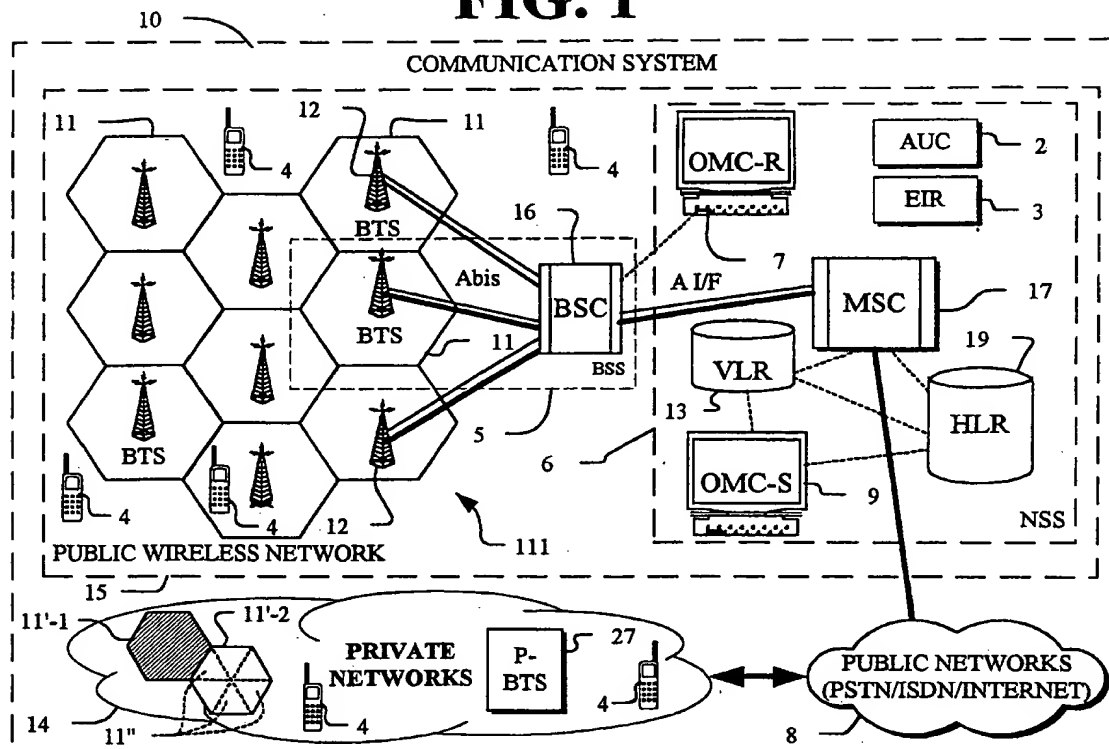 FIG. 1
10
COMMUNICATION SYSTEM
11
12
11
4
4
OMC-R
AUC
2
EIR
3
BTS
16
7
Abis
BSC
A I/F
MSC
17
BTS
11
BSS
VLR
19
13
HLR
5
6
BTS
OMC-S
9
4
4
12
111
NSS
PUBLIC WIRELESS NETWORK
15
11'-1
11'-2
PRIVATE
NETWORKS
P-
BTS
27
PUBLIC NETWORKS
(PSTN/ISDN/INTERNET)
14
11"
4
4
8